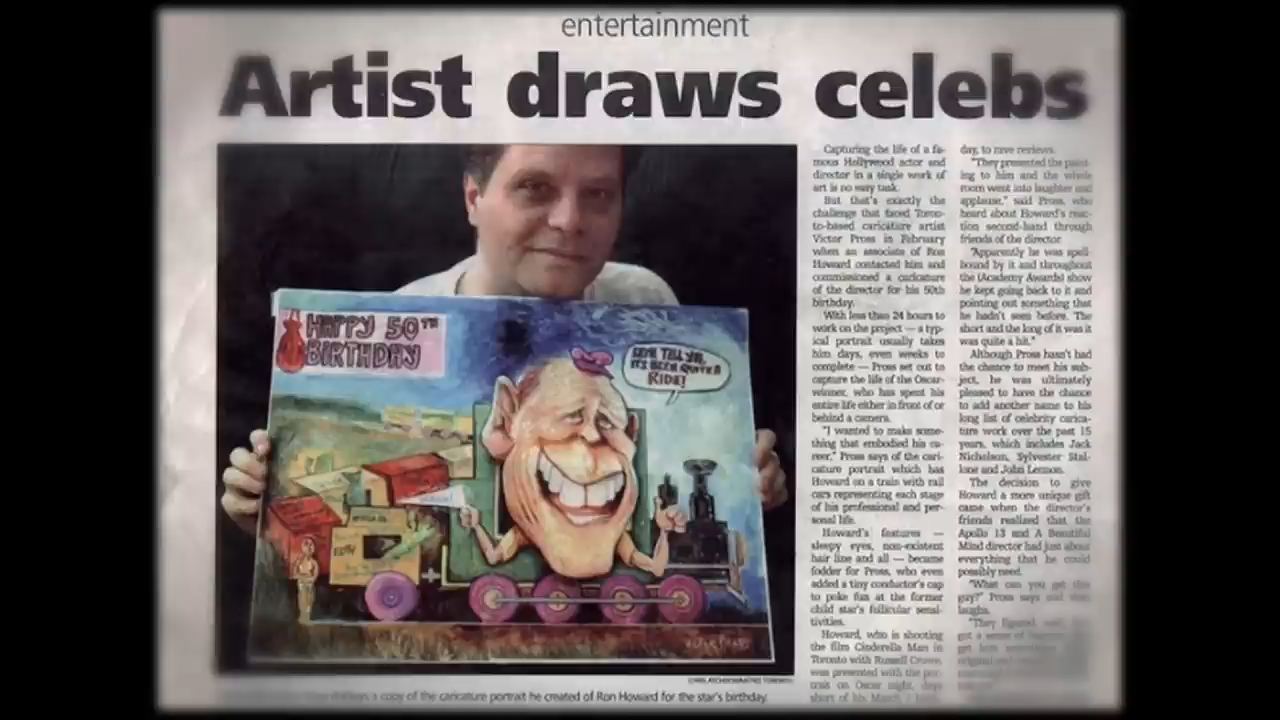 entertainment
Artist draws celebs
HAPPY 50TH
BIRTHDAY
RIDE!
a copy of the caricature portrait he created of Ron Howard for the star's birthday.
Capturing the life of a fa-
mous Hollywood actor and
director in a single work of
art is no easy task.
But that's exactly the
challenge that faced Toron-
to-based caricature artist
Victor Pross in February
when an associate of Ron
Howard contacted him and
commissioned a caricature
of the director for his 50th
birthday.
With less than 24 hours to
work on the project — a typ-
ical portrait usually takes
him days, even weeks to
complete — Pross set out to
capture the life of the Oscar-
winner, who has spent his
entire life either in front of or
behind a camera.
"I wanted to make some-
thing that embodied his ca-
reer," Pross says of the cari-
cature portrait which has
Howard on a train with rail
cars representing each stage
of his professional and per-
sonal life.
Howard's features —
sleepy eyes, non-existent
hair line and all — became
fodder for Pross, who even
added a tiny conductor's cap
to poke fun at the former
child star's follicular sensi-
tivities.
Howard, who is shooting
the film Cinderella Man in
Toronto with Russell Crowe,
was presented with the por-
trait on Oscar night, days
short of his March 1 birth-
day, to rave reviews.
"They presented the paint-
ing to him and the whole
room went into laughter and
applause," said Pross, who
heard about Howard's reac-
tion second-hand through
friends of the director.
"Apparently he was spell-
bound by it and throughout
the (Academy Awards) show
he kept going back to it and
pointing out something that
he hadn't seen before. The
short and the long of it was it
was quite a hit."
Although Pross hasn't had
the chance to meet his sub-
ject, he was ultimately
pleased to have the chance
to add another name to his
long list of celebrity carica-
ture work over the past 15
years, which includes Jack
Nicholson, Sylvester Stal-
lone and John Lennon.
The decision to give
Howard a more unique gift
came when the director's
friends realized that the
Apollo 13 and A Beautiful
Mind director had just about
everything that he could
possibly need.
"What can you get this
guy?" Pross says and then
laughs.
"They figured,